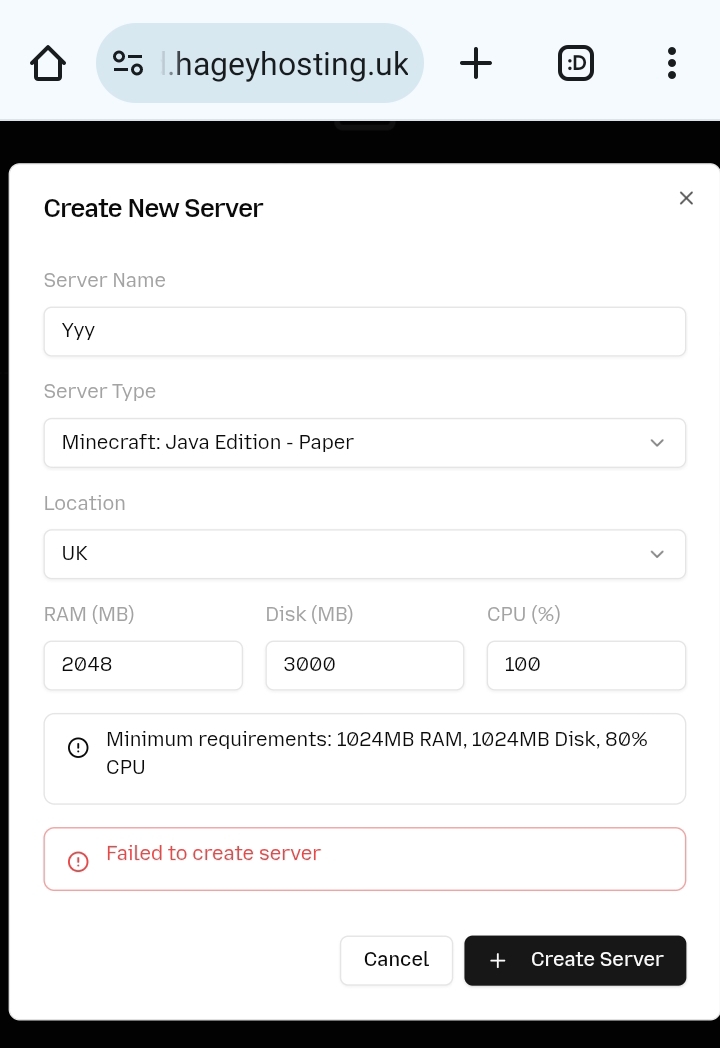 .hageyhosting.uk
:D
Create New Server
Server Name
Yyy
Server Type
Minecraft: Java Edition - Paper
Location
UK
RAM (MB) Disk (MB) CPU (%)
2048 3000 100
Minimum requirements: 1024MB RAM, 1024MB Disk, 80%
CPU
Failed to create server
Cancel + Create Server